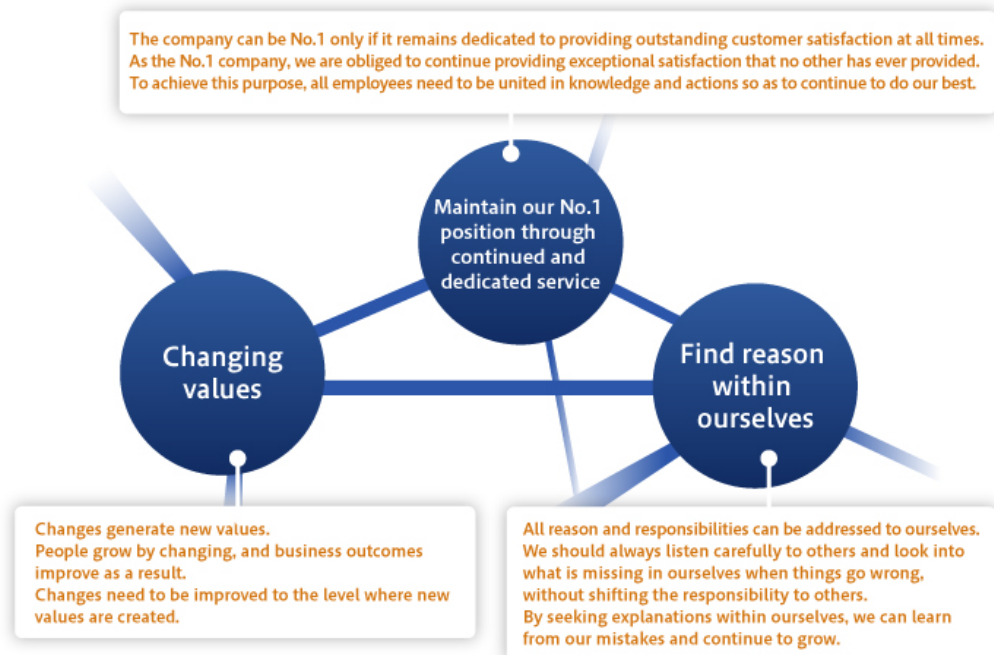 The company can be No.1 only if it remains dedicated to providing outstanding customer satisfaction at all times.
As the No.1 company, we are obliged to continue providing exceptional satisfaction that no other has ever provided.
To achieve this purpose, all employees need to be united in knowledge and actions so as to continue to do our best.
Maintain our No.1
position through
continued and
dedicated service
Changing
values
Find reason
within
ourselves
Changes generate new values.
People grow by changing, and business outcomes
improve as a result.
Changes need to be improved to the level where new
values are created.
All reason and responsibilities can be addressed to ourselves.
We should always listen carefully to others and look into
what is missing in ourselves when things go wrong,
without shifting the responsibility to others.
By seeking explanations within ourselves, we can learn
from our mistakes and continue to grow.